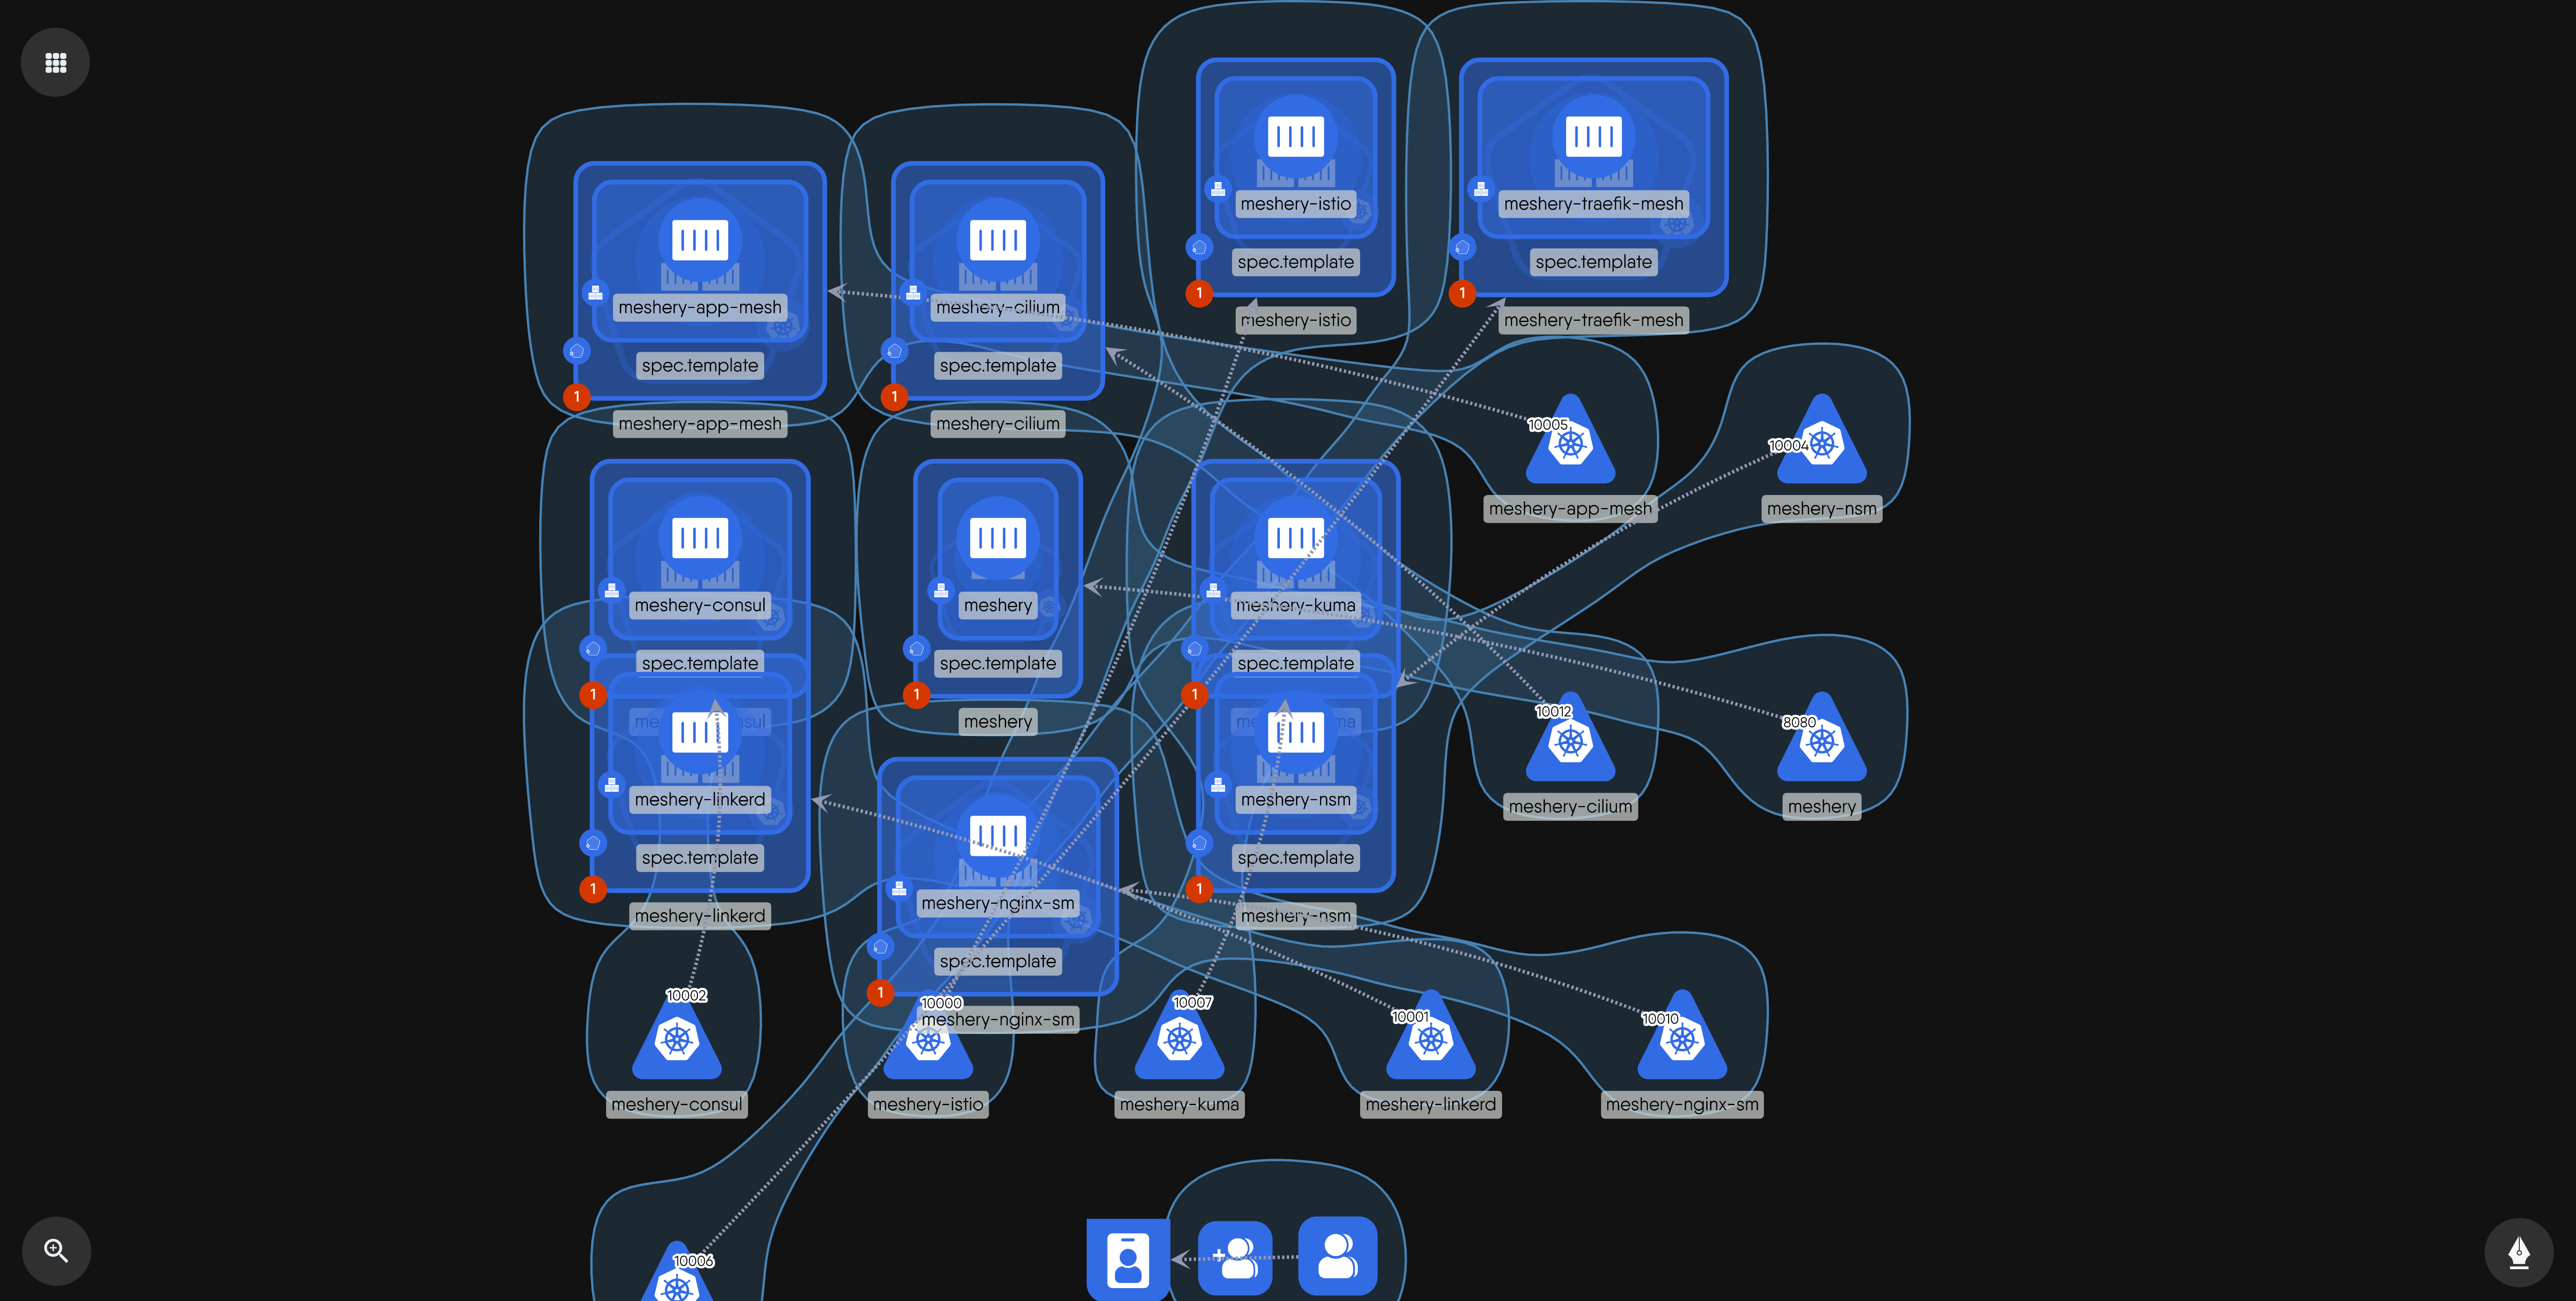 meshery-istio
spec.template
1
meshery-istio
meshery-traefik-mesh
spec.template
1
meshery-traefik-mesh
meshery-app-mesh
spec.template
1
meshery-app-mesh
meshery-cilium
spec.template
1
meshery-cilium
10005
meshery-app-mesh
10004
meshery-nsm
meshery-consul
spec.template
1
meshery
spec.template
1
meshery
meshery-kuma
spec.template
1
10012
meshery-cilium
8080
meshery
meshery-linkerd
spec.template
1
meshery-linkerd
meshery-nginx-sm
spec.template
1
meshery-nginx-sm
meshery-nsm
spec.template
1
meshery-nsm
10002
meshery-consul
10000
meshery-istio
10007
meshery-kuma
10001
meshery-linkerd
10010
meshery-nginx-sm
10006